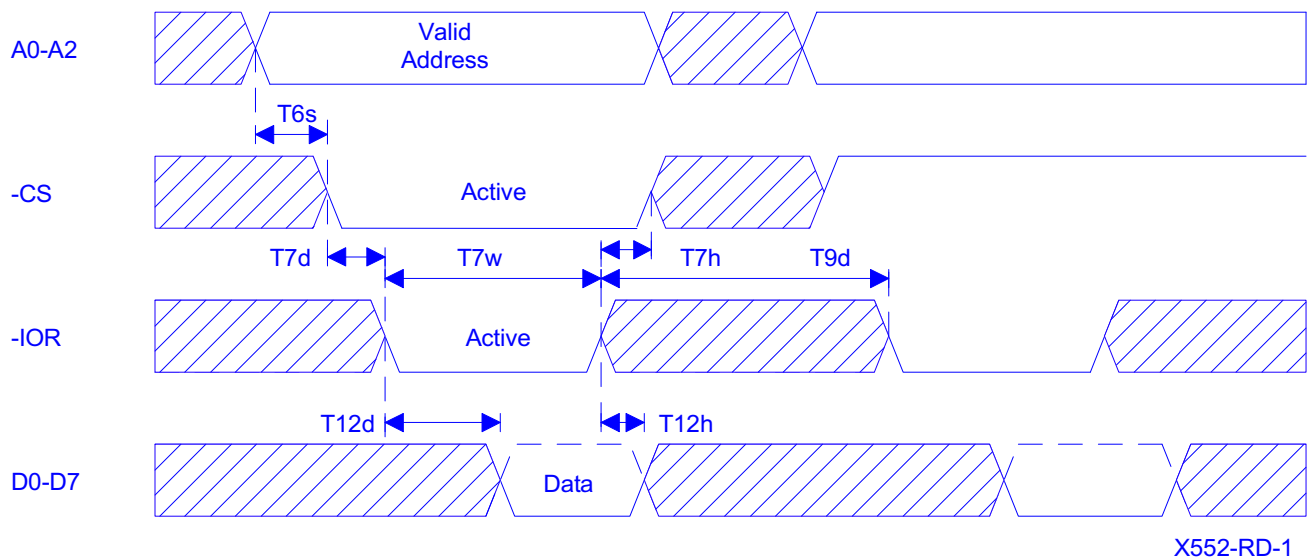 A0-A2
Valid
Address
T6s
-CS
Active
T7d
T7w
T7h
T9d
-IOR
Active
T12d
T12h
D0-D7
Data
X552-RD-1